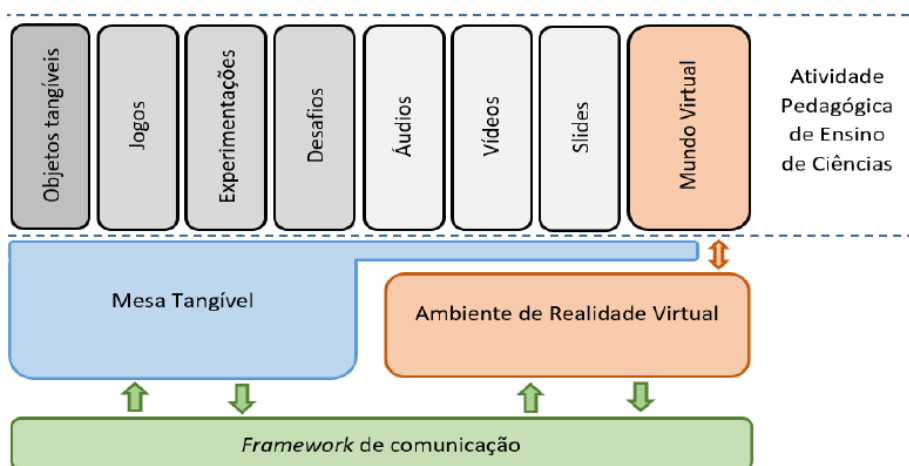 Objetos tangíveis
Jogos
Experimentações
Desafios
Áudios
Vídeos
Slides
Mundo Virtual
Atividade
Pedagógica
de Ensino
de Ciências
Mesa Tangível
Ambiente de Realidade Virtual
Framework de comunicação